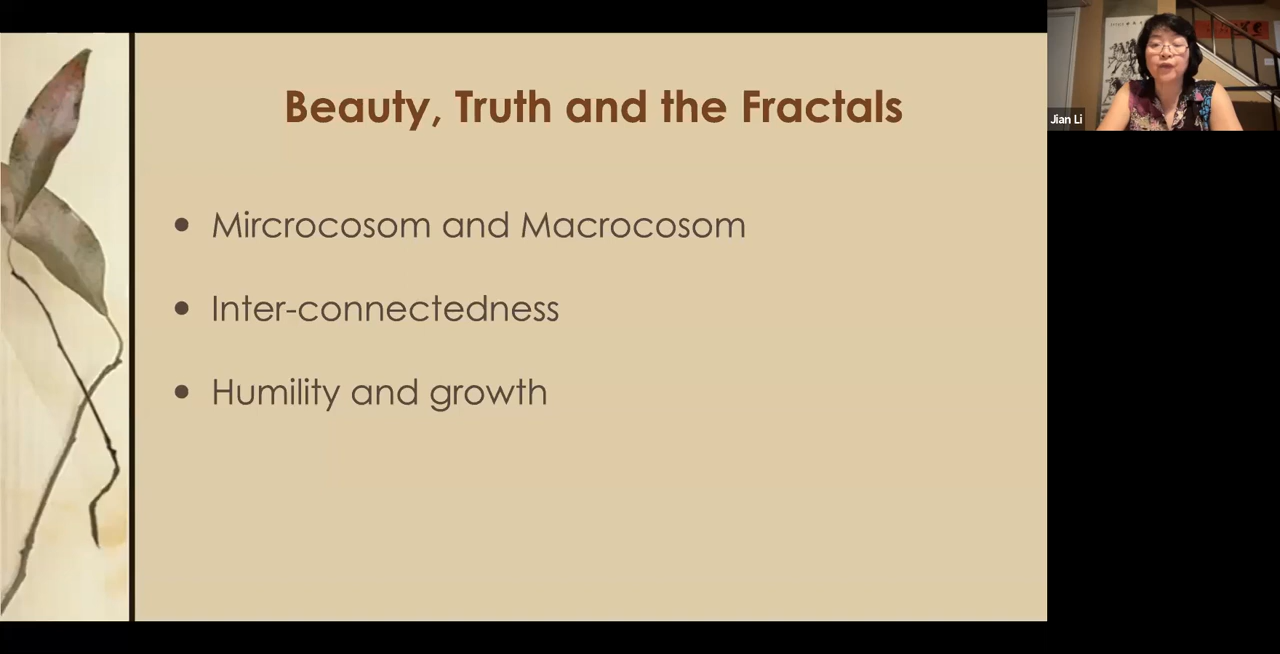 Beauty, Truth and the Fractals
• Mircrocosom and Macrocosom
• Inter-connectedness
• Humility and growth
Jian Li